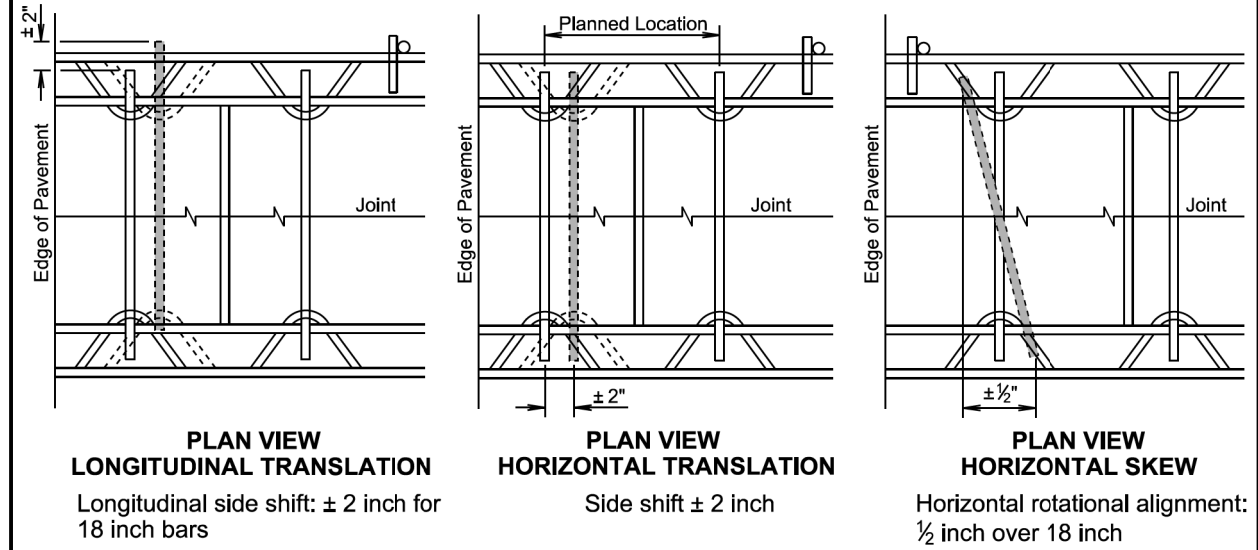 ± 2"
Edge of Pavement
Joint
PLAN VIEW
LONGITUDINAL TRANSLATION
Longitudinal side shift: ± 2 inch for
18 inch bars
Planned Location
Edge of Pavement
Joint
± 2"
PLAN VIEW
HORIZONTAL TRANSLATION
Side shift ± 2 inch
Edge of Pavement
Joint
± ½"
PLAN VIEW
HORIZONTAL SKEW
Horizontal rotational alignment:
½ inch over 18 inch